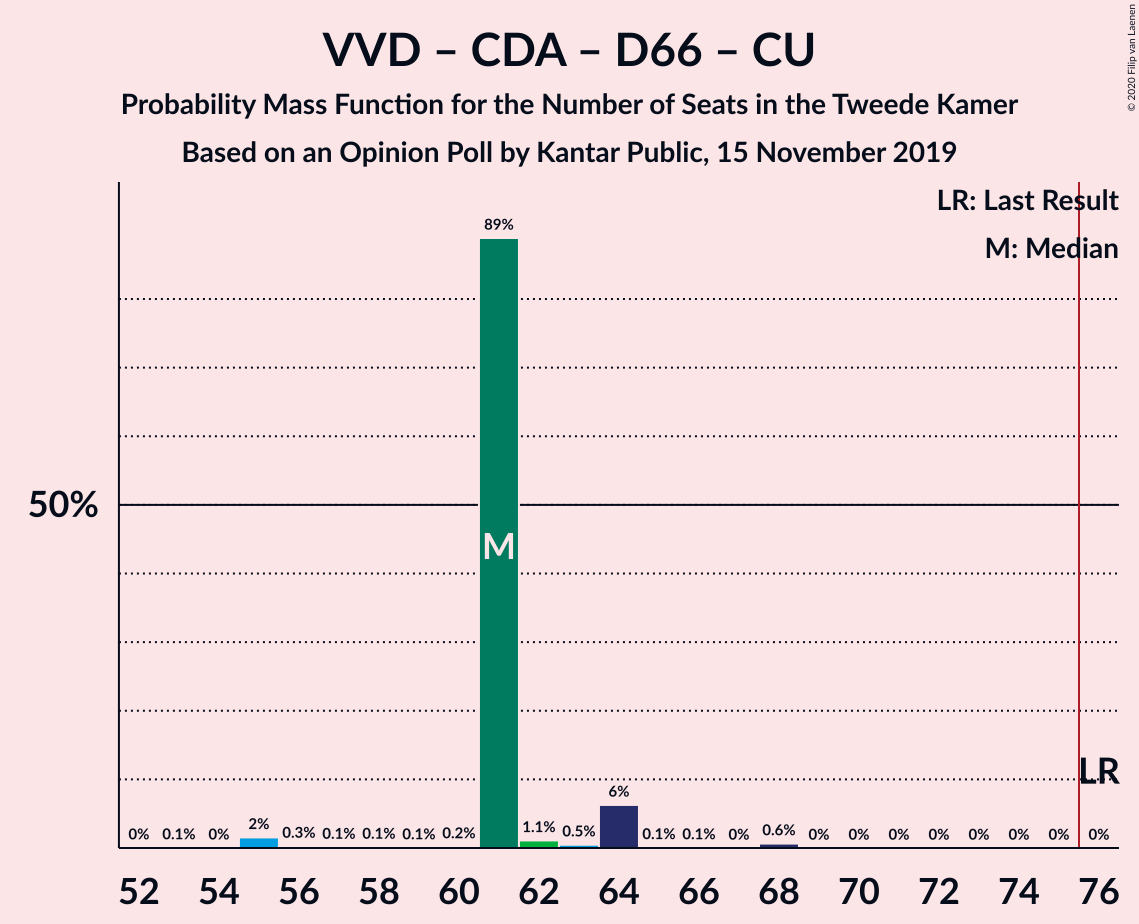 VVD – CDA – D66 – CU
Probability Mass Function for the Number of Seats in the Tweede Kamer
Based on an Opinion Poll by Kantar Public, 15 November 2019
© 2020 Filip van Laenen
LR: Last Result
M: Median
50%
89%
M
LR
0% 0.1% 0% 2% 0.3% 0.1% 0.1% 0.1% 0.2% 1.1% 0.5% 6% 0.1% 0.1% 0% 0.6% 0% 0% 0% 0% 0% 0% 0% 0%
52 54 56 58 60 62 64 66 68 70 72 74 76